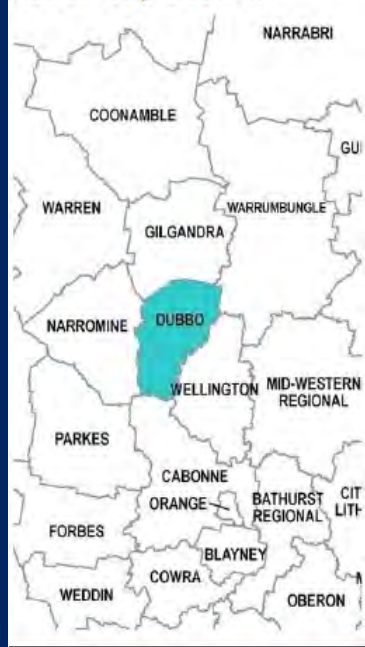 NARRABRI
COONAMBLE
WARREN
WARRUMBUNGLE
GILGANDRA
NARROMINE
DUBBO
WELLINGTON
MID-WESTERN
REGIONAL
PARKES
CABONNE
ORANGE
BATHURST
REGIONAL
FORBES
BLAYNEY
COWRA
WEDDIN
OBERON